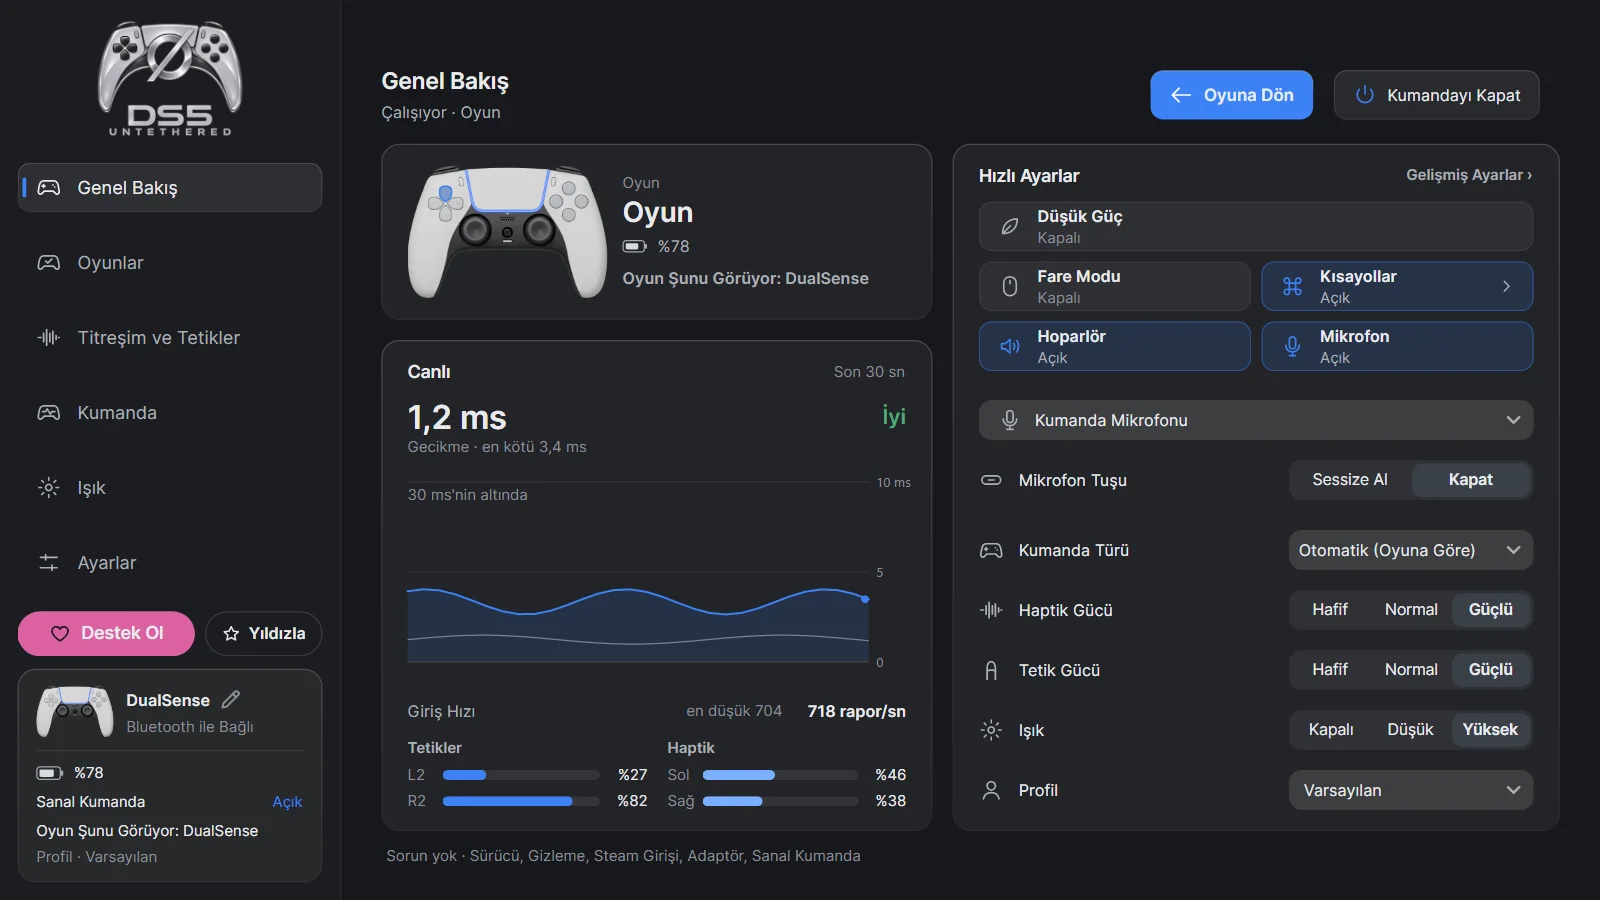 DS5
UNTETHERED
Genel Bakış
Oyunlar
Titreşim ve Tetikler
Kumanda
Işık
Ayarlar
Destek Ol
Yıldızla
DualSense
Bluetooth ile Bağlı
%78
Sanal Kumanda Açık
Oyun Şunu Görüyor: DualSense
Profil · Varsayılan
Genel Bakış
Çalışıyor · Oyun
Oyuna Dön
Kumandayı Kapat
Oyun
Oyun
%78
Oyun Şunu Görüyor: DualSense
Canlı Son 30 sn
1,2 ms İyi
Gecikme · en kötü 3,4 ms
10 ms
30 ms'nin altında
5
0
Giriş Hızı en düşük 704 718 rapor/sn
Tetikler Haptik
L2 %27 Sol %46
R2 %82 Sağ %38
Sorun yok · Sürücü, Gizleme, Steam Girişi, Adaptör, Sanal Kumanda
Hızlı Ayarlar Gelişmiş Ayarlar ›
Düşük Güç
Kapalı
Fare Modu
Kapalı
Kısayollar
Açık
Hoparlör
Açık
Mikrofon
Açık
Kumanda Mikrofonu
Mikrofon Tuşu Sessize Al Kapat
Kumanda Türü Otomatik (Oyuna Göre)
Haptik Gücü Hafif Normal Güçlü
Tetik Gücü Hafif Normal Güçlü
Işık Kapalı Düşük Yüksek
Profil Varsayılan